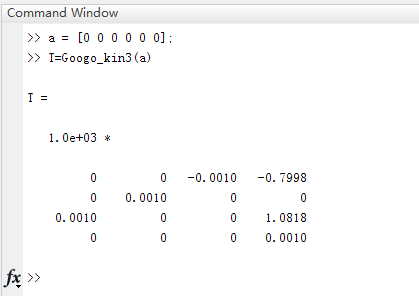 Command Window
>> a = [0 0 0 0 0 0];
>> T=Googo_kin3(a)
T =
1.0e+03 *
0 0 -0.0010 -0.7998
0 0.0010 0 0
0.0010 0 0 1.0818
0 0 0 0.0010
fx >>